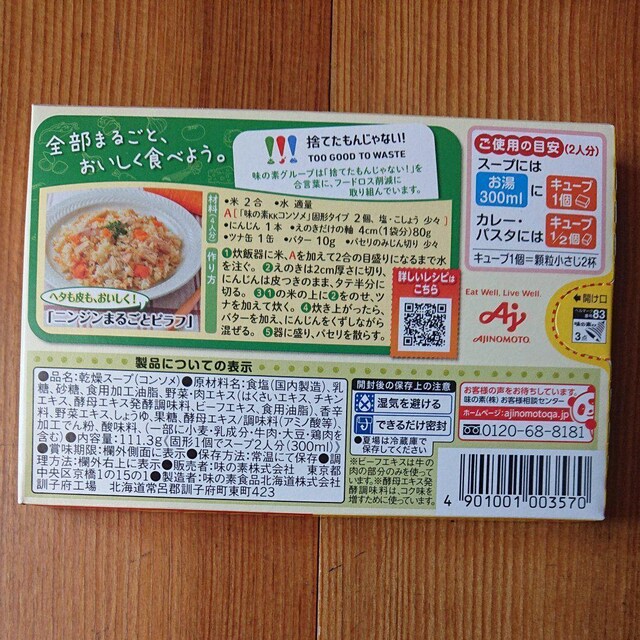 全部まるごと、
おいしく食べよう。
捨てたもんじゃない!
TOO GOOD TO WASTE
味の素グループは「捨てたもんじゃない!」を
合言葉に、フードロス削減に
取り組んでいます。
ヘタも皮も、おいしく!
「ニンジンまるごとピラフ」
材料(4人分)
●米 2合 ●水 適量
A[「味の素KKコンソメ」固形タイプ 2個、塩・こしょう 少々
●にんじん 1本 ●えのきだけの軸 4cm(1袋分)80g
●ツナ缶 1缶 ●バター 10g ●パセリのみじん切り 少々
作り方
1炊飯器に米、Aを加えて2合の目盛りになるまで水
を注ぐ。2えのきは2cm厚さに切り、
にんじんは皮つきのまま、タテ半分に
切る。31の米の上に2をのせ、ツ
ナを加えて炊く。4炊き上がったら、
バターを加え、にんじんをくずしながら
混ぜる。5器に盛り、パセリを散らす。
詳しいレシピは
こちら
ご使用の目安(2人分)
スープには
お湯
300ml
に
キューブ
1個
カレー・
パスタには
キューブ
1/2個
キューブ1個=顆粒小さじ2杯
Eat Well, Live Well.
AJINOMOTO
開け口
83
3
製品についての表示
●品名:乾燥スープ(コンソメ)●原材料名:食塩(国内製造)、乳
糖、砂糖、食用加工油脂、野菜・肉エキス(はくさいエキス、チキン
エキス、酵母エキス発酵調味料、ビーフエキス、食用油脂)、香辛
料、野菜エキス、しょうゆ、果糖、酵母エキス/調味料(アミノ酸等)、
加工でん粉、酸味料、(一部に小麦・乳成分・牛肉・大豆・鶏肉を
含む)●内容量:111.3g(固形1個でスープ2人分(300ml))
●賞味期限:欄外側面に表示●保存方法:常温にて保存●調
理方法:欄外右上に表示●販売者:味の素株式会社 東京都
中央区京橋1の15の1●製造者:味の素食品北海道株式会社
訓子府工場 北海道常呂郡訓子府町東町423
開封後の保存上の注意
湿気を避ける
できるだけ密封
●夏場は冷蔵庫で
保存してください。
※ビーフエキスは牛の
肉の部分のみを使って
います。※酵母エキス発
酵調味料は、コク味を
増すために使っています。
お客様の声をお待ちしています。
味の素(株)お客様相談センター
ホームページ:ajinomotoqa.jp
0120-68-8181
4 901001 003570